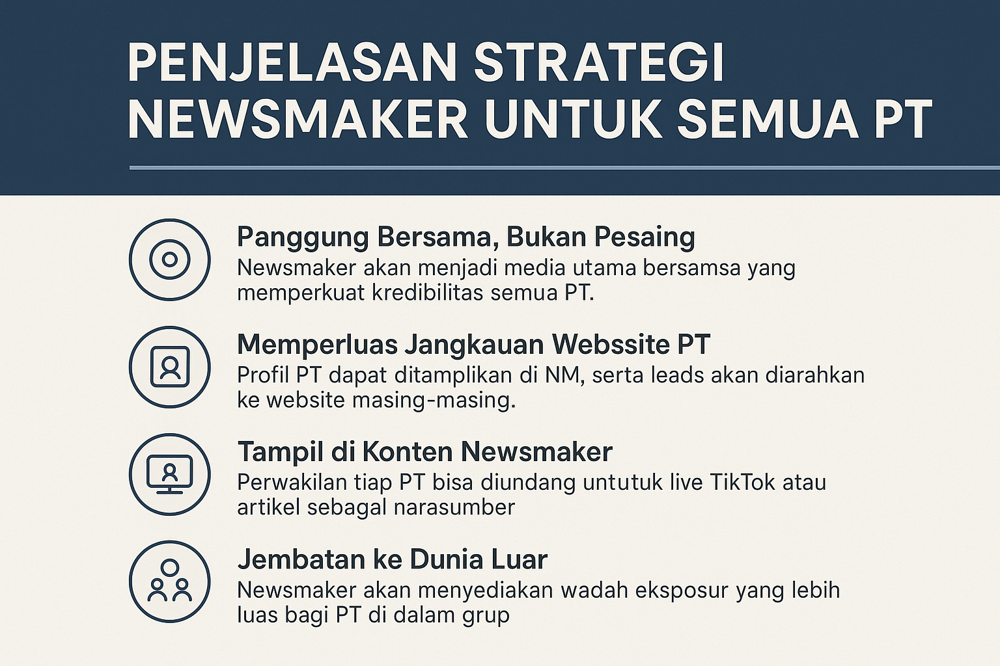 PENJELASAN STRATEGI
NEWSMAKER UNTUK SEMUA PT
Panggung Bersama, Bukan Pesaing
Newsmaker akan menjadi media utama bersamsa yang
memperkuat kredibilitas semua PT.
Memperluas Jangkauan Webssite PT
Profil PT dapat ditamplikan di NM, serta leads akan diarahkan
ke website masing-masing.
Tampil di Konten Newsmaker
Perwakilan tiap PT bisa diundang untutuk live TikTok atau
artikel sebagal narasumber
Jembatan ke Dunia Luar
Newsmaker akan menyediakan wadah eksposur yang lebih
luas bagi PT di dalam grup